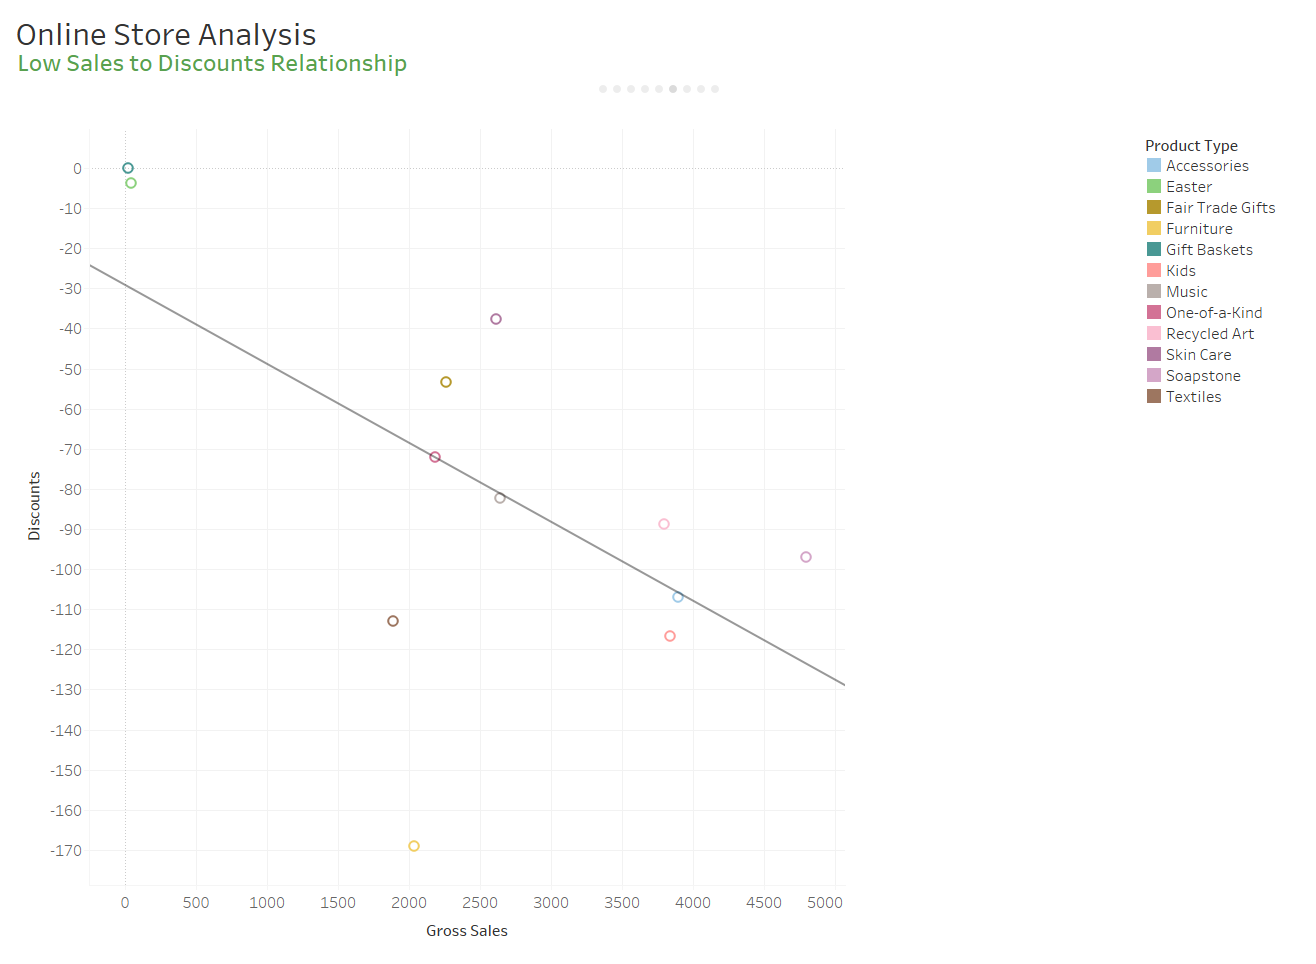 Online Store Analysis
Low Sales to Discounts Relationship
Product Type
Accessories
Easter
Fair Trade Gifts
Furniture
Gift Baskets
Kids
Music
One-of-a-Kind
Recycled Art
Skin Care
Soapstone
Textiles
Discounts
0
-10
-20
-30
-40
-50
-60
-70
-80
-90
-100
-110
-120
-130
-140
-150
-160
-170
0 500 1000 1500 2000 2500 3000 3500 4000 4500 5000
Gross Sales